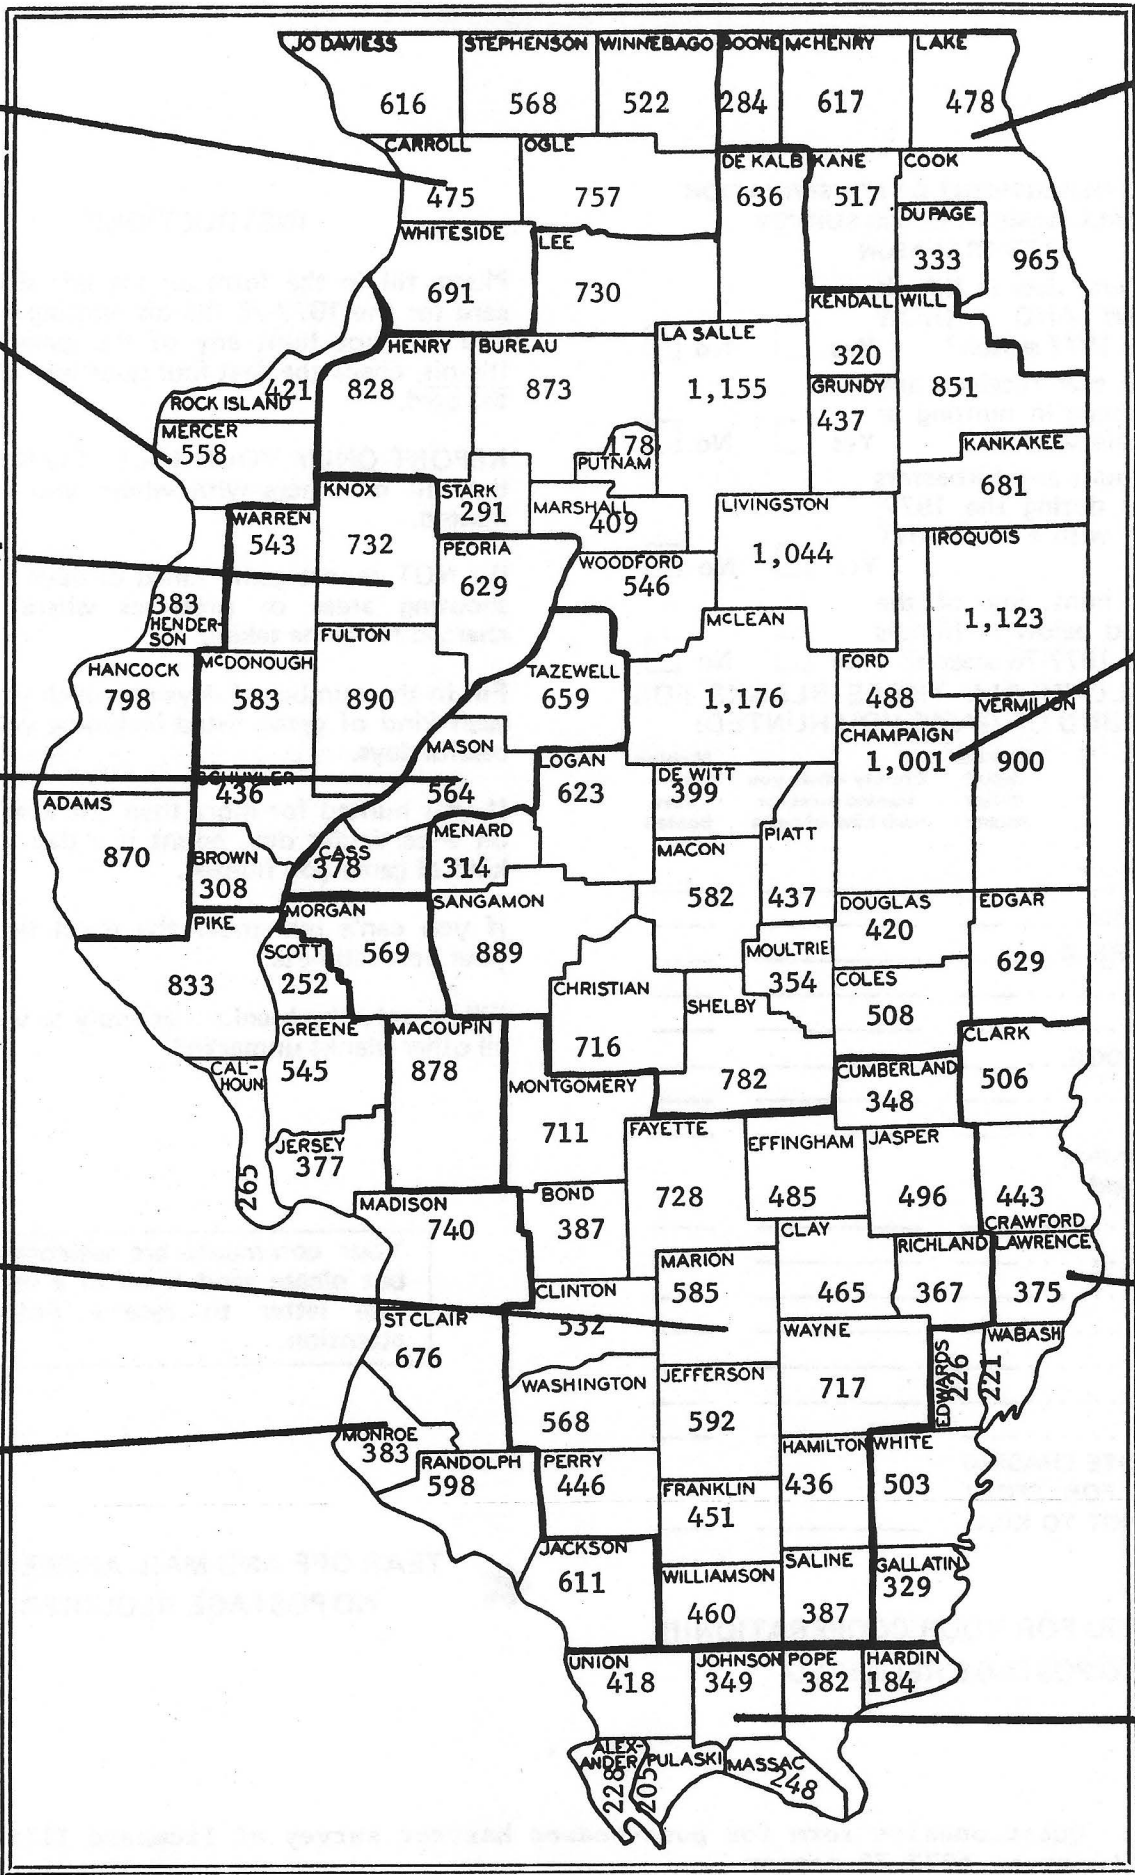 JO DAVIESS
616
STEPHENSON
568
WINNEBAGO
522
BOONE
284
MCHENRY
617
LAKE
478
CARROLL
475
OGLE
757
DE KALB
636
KANE
517
COOK
965
DU PAGE
333
WHITESIDE
691
LEE
730
KENDALL
320
WILL
851
ROCK ISLAND
421
HENRY
828
BUREAU
873
LA SALLE
1,155
GRUNDY
437
MERCER
558
PUTNAM
178
KANKAKEE
681
KNOX
732
STARK
291
MARSHALL
409
LIVINGSTON
1,044
WARREN
543
PEORIA
629
WOODFORD
546
IROQUOIS
1,123
383
HENDER-
SON
FULTON
890
TAZEWELL
659
MCLEAN
1,176
FORD
488
HANCOCK
798
MCDONOUGH
583
VERMILION
900
CHAMPAIGN
1,001
MASON
564
LOGAN
623
DE WITT
399
SCHUYLER
436
ADAMS
870
MENARD
314
PIATT
437
BROWN
308
CASS
378
MACON
582
PIKE
833
MORGAN
569
SANGAMON
889
DOUGLAS
420
EDGAR
629
SCOTT
252
CHRISTIAN
716
MOULTRIE
354
COLES
508
SHELBY
782
GREENE
545
MACOUPIN
878
CLARK
506
CAL-
HOUN
265
MONTGOMERY
711
CUMBERLAND
348
JERSEY
377
FAYETTE
728
EFFINGHAM
485
JASPER
496
443
CRAWFORD
MADISON
740
BOND
387
CLAY
465
RICHLAND
367
LAWRENCE
375
MARION
585
CLINTON
532
ST CLAIR
676
WAYNE
717
EDWARDS
226
WABASH
221
WASHINGTON
568
JEFFERSON
592
MONROE
383
RANDOLPH
598
PERRY
446
HAMILTON
436
WHITE
503
FRANKLIN
451
JACKSON
611
WILLIAMSON
460
SALINE
387
GALLATIN
329
UNION
418
JOHNSON
349
POPE
382
HARDIN
184
ALEX-
ANDER
228
PULASKI
205
MASSAC
248